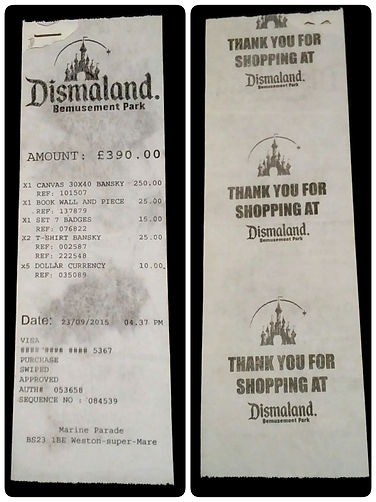 Dismaland.
Bemusement Park
AMOUNT: £390.00
x1 CANVAS 30X40 BANSKY 250.00
REF: 101507
x1 BOOK WALL AND PIECE 25.00
REF: 137879
x1 SET 7 BADGES 15.00
REF: 076822
x2 T-SHIRT BANSKY 25.00
REF: 002587
REF: 222548
x5 DOLLAR CURRENCY 10.00
REF: 035089
Date: 23/09/2015 04.37 PM
VISA
#### #### #### 5367
PURCHASE
SWIPED
APPROVED
AUTH# 053658
SEQUENCE NO : 084539
Marine Parade
BS23 1BE Weston-super-Mare
THANK YOU FOR
SHOPPING AT
Dismaland.
Bemusement Park
THANK YOU FOR
SHOPPING AT
Dismaland.
Bemusement Park
THANK YOU FOR
SHOPPING AT
Dismaland.
Bemusement Park